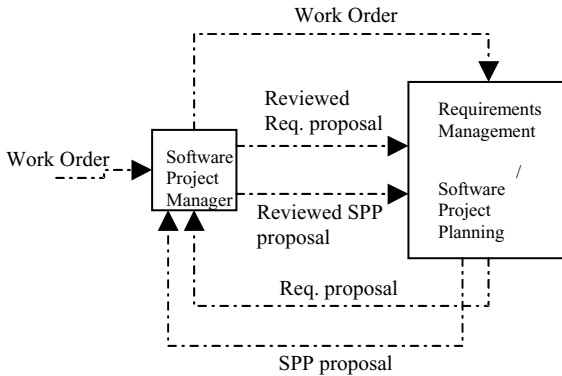 Work Order
Reviewed
Req. proposal
Requirements
Management
/
Software
Project
Planning
Work Order
Software
Project
Manager
Reviewed SPP
proposal
Req. proposal
SPP proposal